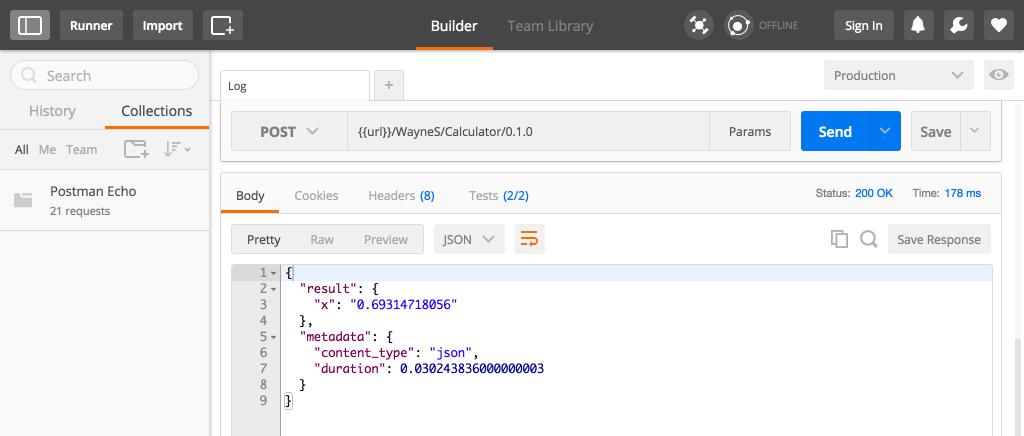 Runner Import Builder Team Library OFFLINE Sign In
Search
History Collections
All Me Team
Postman Echo
21 requests
Log + Production
POST {{url}}/WayneS/Calculator/0.1.0 Params Send Save
Body Cookies Headers (8) Tests (2/2) Status: 200 OK Time: 178 ms
Pretty Raw Preview JSON Save Response
1 {
2 "result": {
3 "x": "0.69314718056"
4 },
5 "metadata": {
6 "content_type": "json",
7 "duration": 0.030243836000000003
8 }
9 }